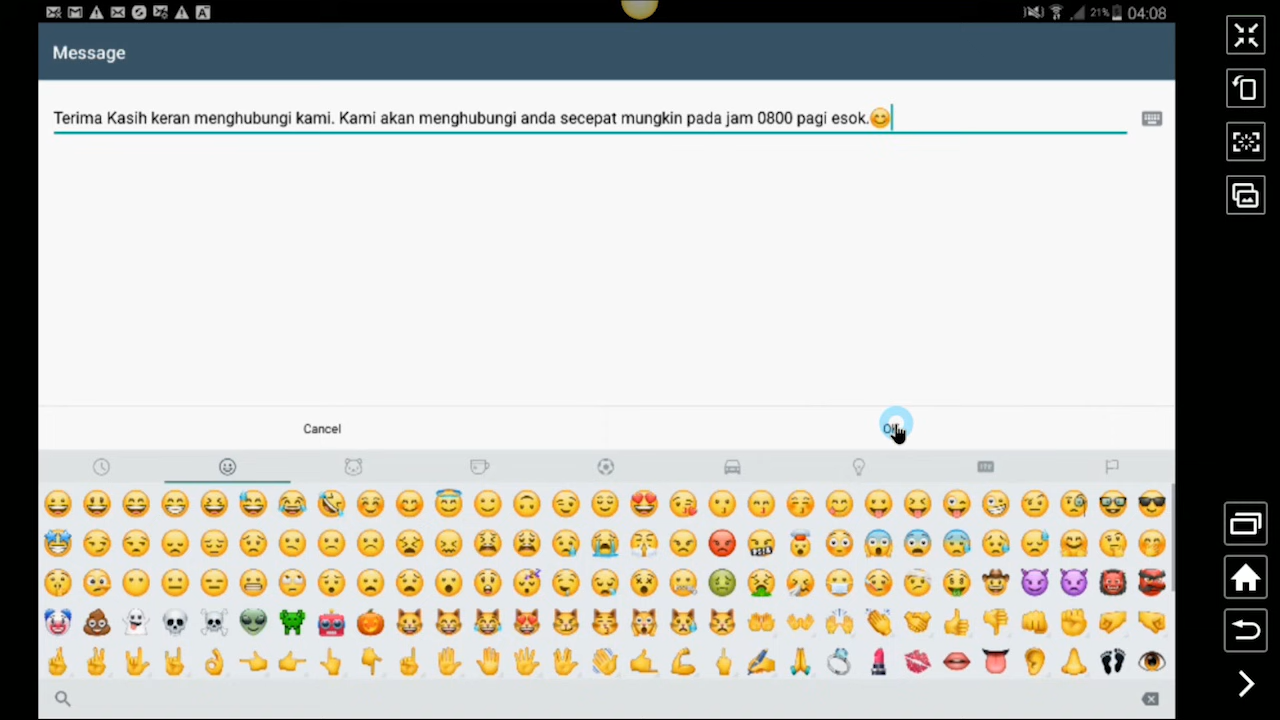 21% 04:08
Message
Terima Kasih keran menghubungi kami. Kami akan menghubungi anda secepat mungkin pada jam 0800 pagi esok.😊
Cancel